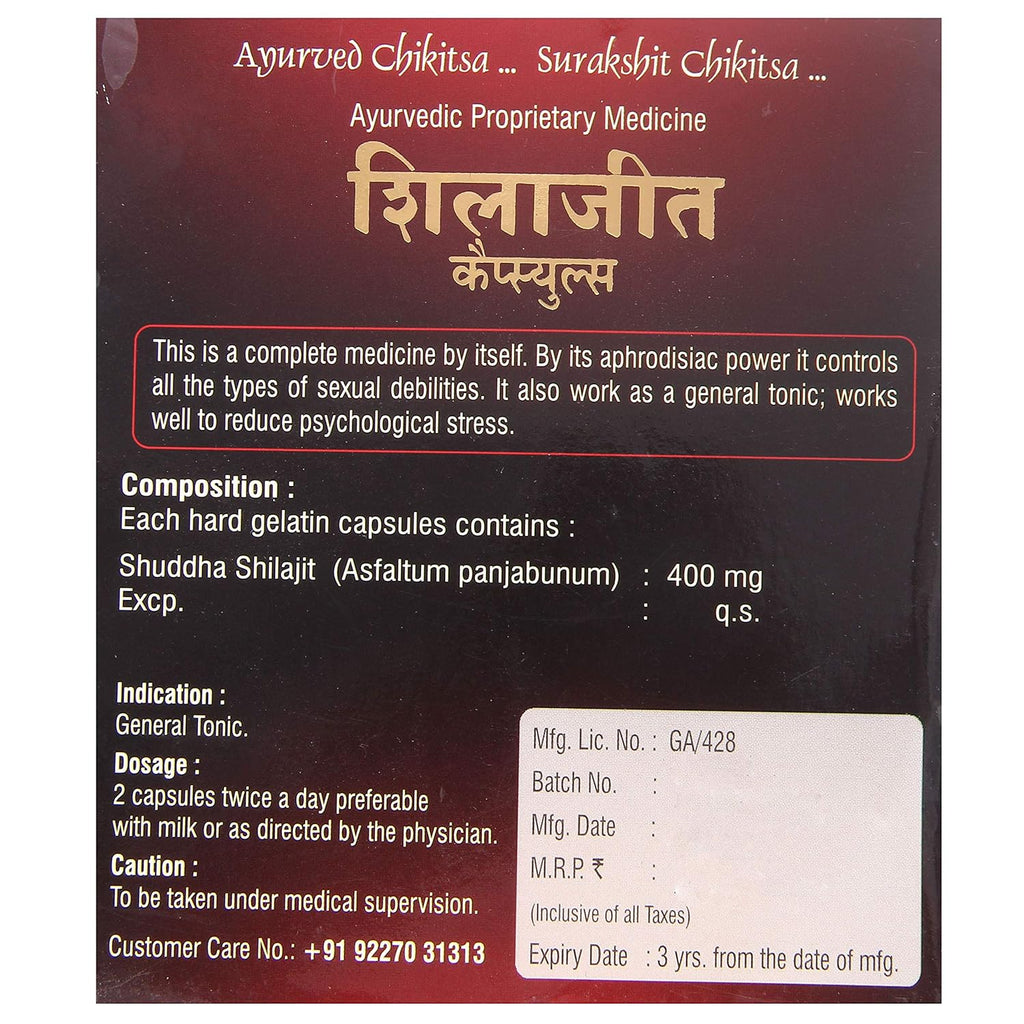 Ayurved Chikitsa ... Surakshit Chikitsa ...
Ayurvedic Proprietary Medicine
शिलाजीत
कैप्स्युल्स
This is a complete medicine by itself. By its aphrodisiac power it controls
all the types of sexual debilities. It also work as a general tonic; works
well to reduce psychological stress.
Composition :
Each hard gelatin capsules contains :
Shuddha Shilajit (Asfaltum panjabunum) : 400 mg
Excp. : q.s.
Indication :
General Tonic.
Dosage :
2 capsules twice a day preferable
with milk or as directed by the physician.
Caution :
To be taken under medical supervision.
Customer Care No.: +91 92270 31313
Mfg. Lic. No. : GA/428
Batch No. :
Mfg. Date :
M.R.P. ₹ :
(Inclusive of all Taxes)
Expiry Date : 3 yrs. from the date of mfg.